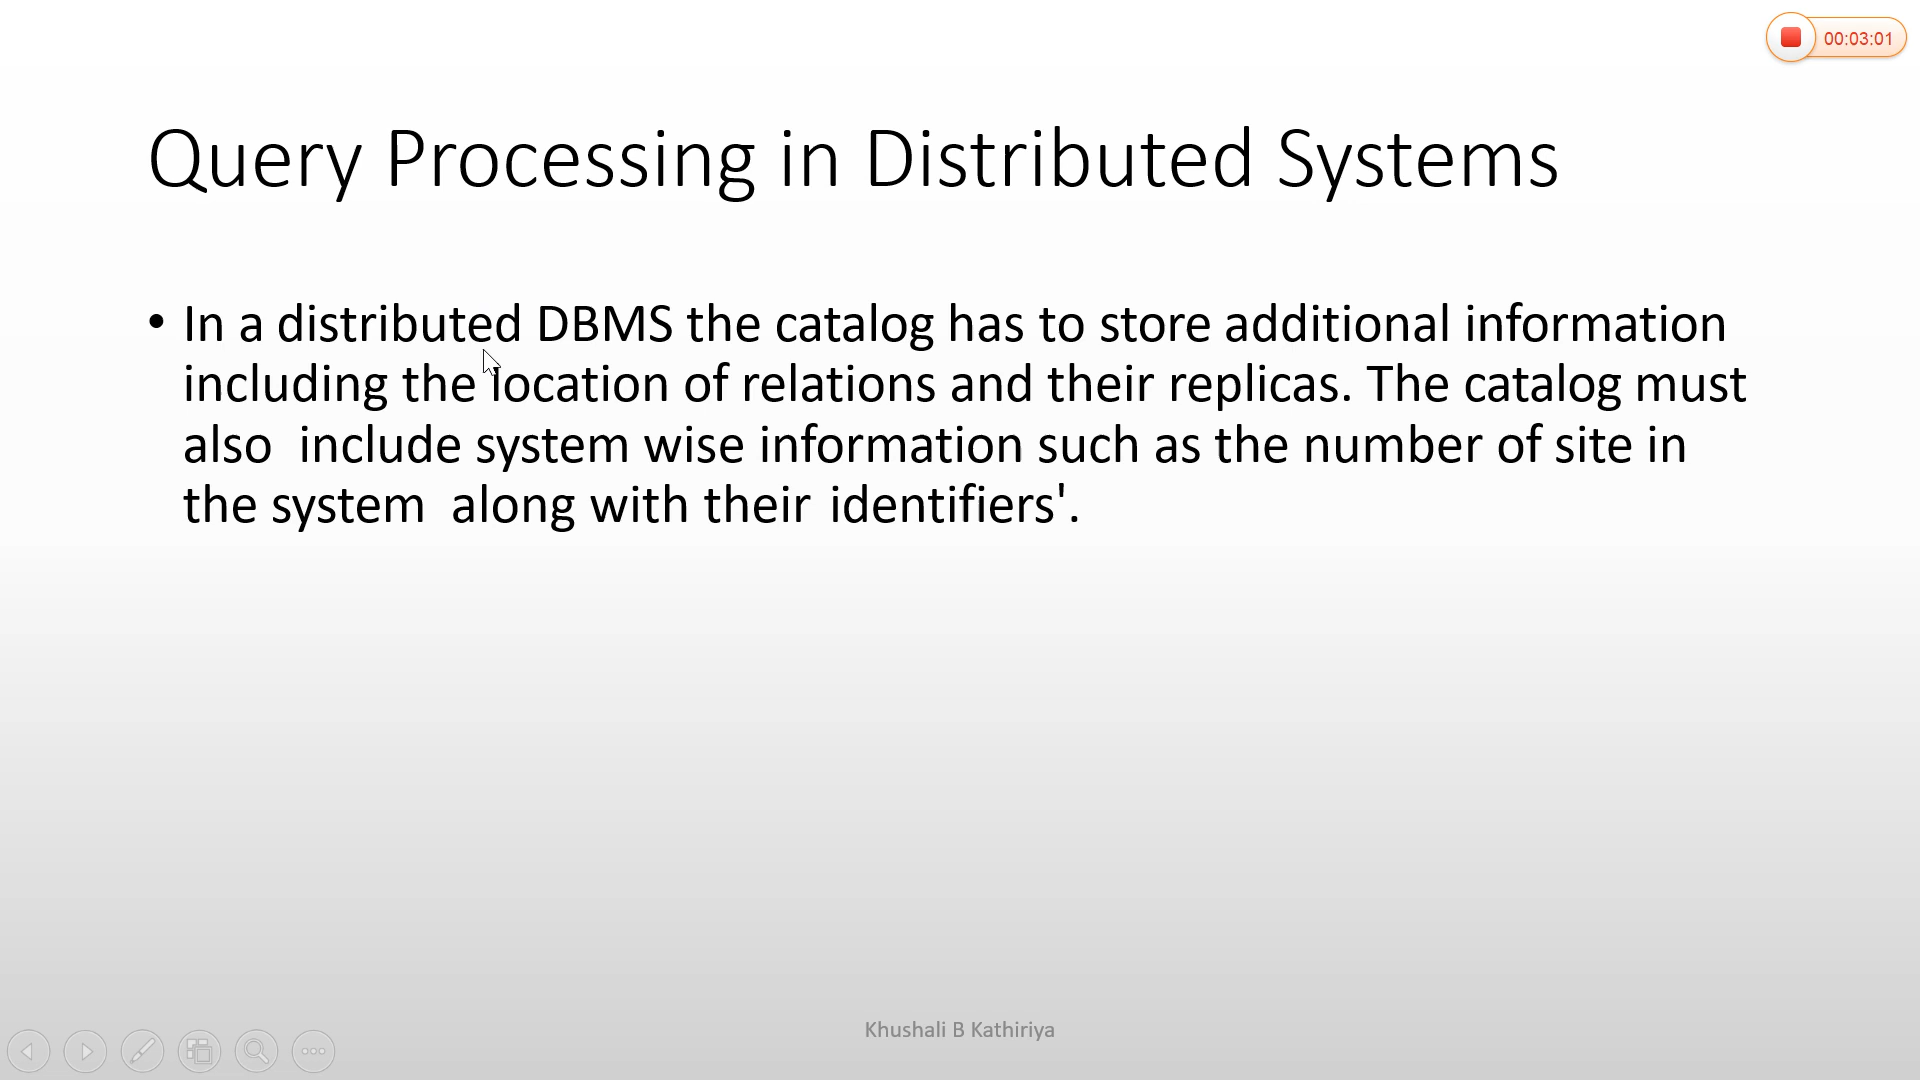 00:03:01
Query Processing in Distributed Systems
• In a distributed DBMS the catalog has to store additional information
including the location of relations and their replicas. The catalog must
also  include system wise information such as the number of site in
the system  along with their identifiers'.
Khushali B Kathiriya